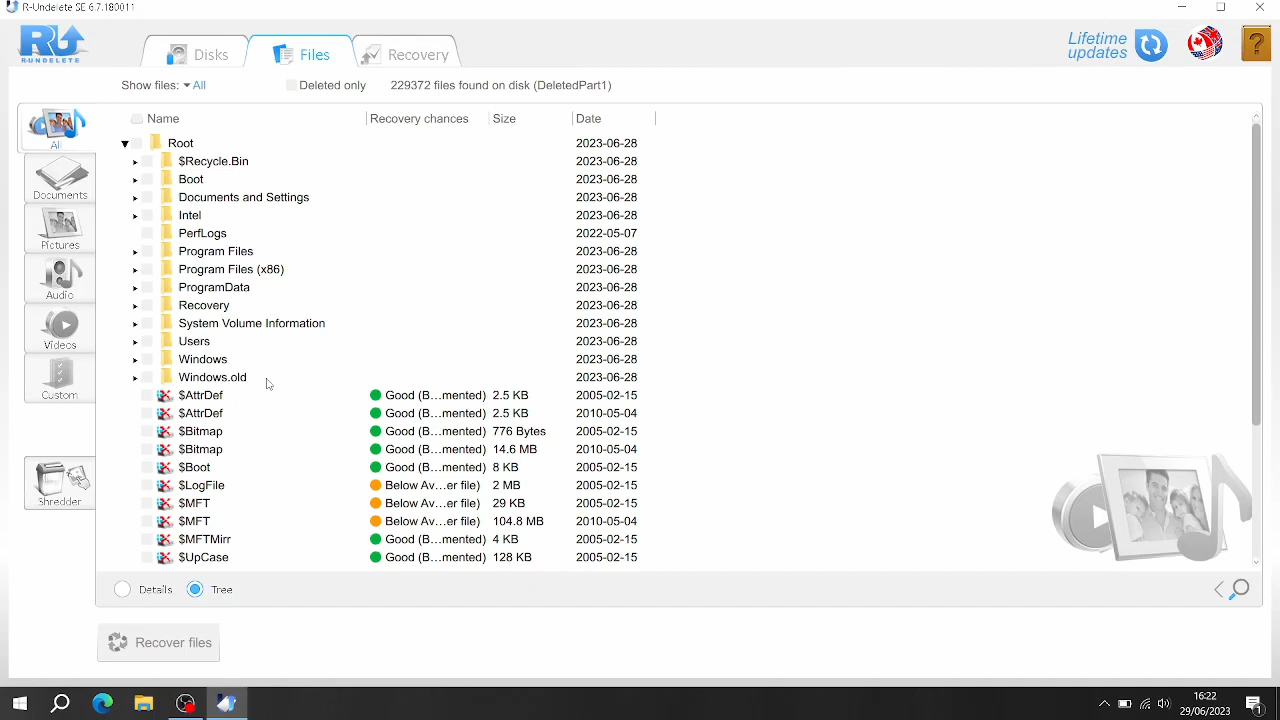 R-Undelete SE 6.7.180011
RU
R-UNDELETE
Disks
Files
Recovery
Lifetime
updates
?
Show files: All
Deleted only
229372 files found on disk (DeletedPart1)
All
Documents
Pictures
Audio
Videos
Custom
Shredder
Name Recovery chances Size Date
Root 2023-06-28
$Recycle.Bin 2023-06-28
Boot 2023-06-28
Documents and Settings 2023-06-28
Intel 2023-06-28
PerfLogs 2022-05-07
Program Files 2023-06-28
Program Files (x86) 2023-06-28
ProgramData 2023-06-28
Recovery 2023-06-28
System Volume Information 2023-06-28
Users 2023-06-28
Windows 2023-06-28
Windows.old 2023-06-28
$AttrDef Good (B...mented) 2.5 KB 2005-02-15
$AttrDef Good (B...mented) 2.5 KB 2010-05-04
$Bitmap Good (B...mented) 776 Bytes 2005-02-15
$Bitmap Good (B...mented) 14.6 MB 2010-05-04
$Boot Good (B...mented) 8 KB 2005-02-15
$LogFile Below Av...er file) 2 MB 2005-02-15
$MFT Below Av...er file) 29 KB 2005-02-15
$MFT Below Av...er file) 104.8 MB 2010-05-04
$MFTMirr Good (B...mented) 4 KB 2005-02-15
$UpCase Good (B...mented) 128 KB 2005-02-15
Details
Tree
Recover files
16:22
29/06/2023
1